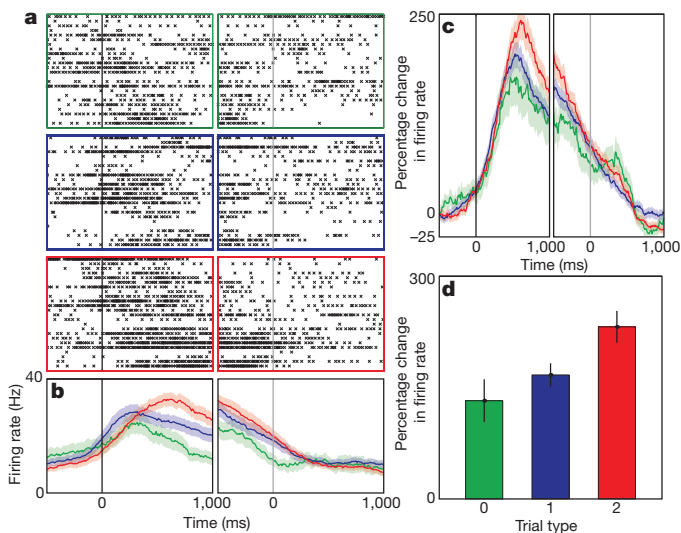 a
b
40
Firing rate (Hz)
0
0
1,000
0
1,000
Time (ms)
c
250
Percentage change
in firing rate
0
–25
0
1,000
0
1,000
Time (ms)
d
300
Percentage change
in firing rate
0
0
1
2
Trial type